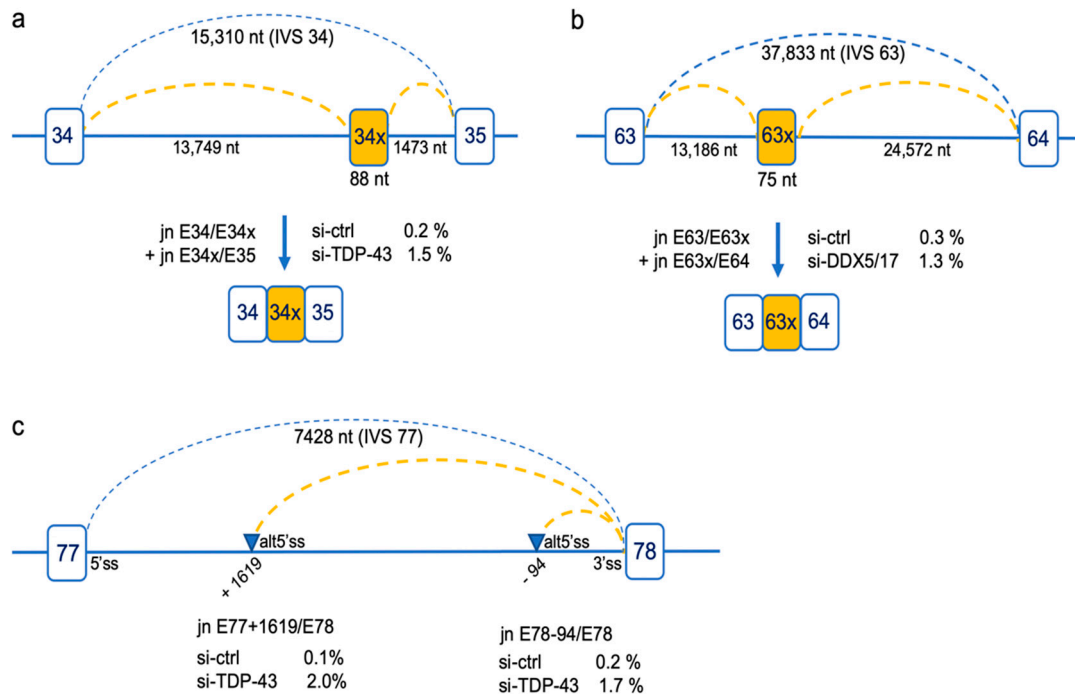 a
15,310 nt (IVS 34)
34
34x
35
13,749 nt
1473 nt
88 nt
jn E34/E34x
+ jn E34x/E35
si-ctrl 0.2 %
si-TDP-43 1.5 %
34 34x 35
b
37,833 nt (IVS 63)
63
63x
64
13,186 nt
24,572 nt
75 nt
jn E63/E63x
+ jn E63x/E64
si-ctrl 0.3 %
si-DDX5/17 1.3 %
63 63x 64
c
7428 nt (IVS 77)
77
5'ss
alt5'ss
+ 1619
alt5'ss
- 94
3'ss
78
jn E77+1619/E78
si-ctrl 0.1%
si-TDP-43 2.0%
jn E78-94/E78
si-ctrl 0.2 %
si-TDP-43 1.7 %